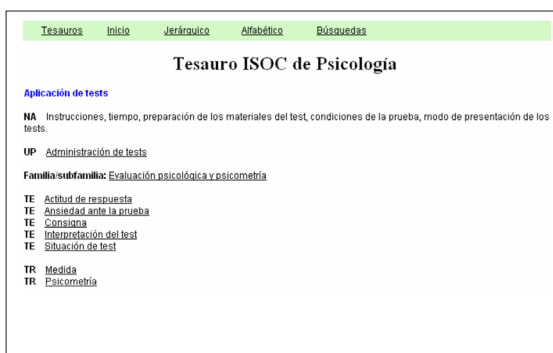 Tesauros Inicio Jerárquico Alfabético Búsquedas
Tesauro ISOC de Psicología
Aplicación de tests
NA Instrucciones, tiempo, preparación de los materiales del test, condiciones de la prueba, modo de presentación de los
tests.
UP Administración de tests
Familia/subfamilia: Evaluación psicológica y psicometría
TE Actitud de respuesta
TE Ansiedad ante la prueba
TE Consigna
TE Interpretación del test
TE Situación de test
TR Medida
TR Psicometría